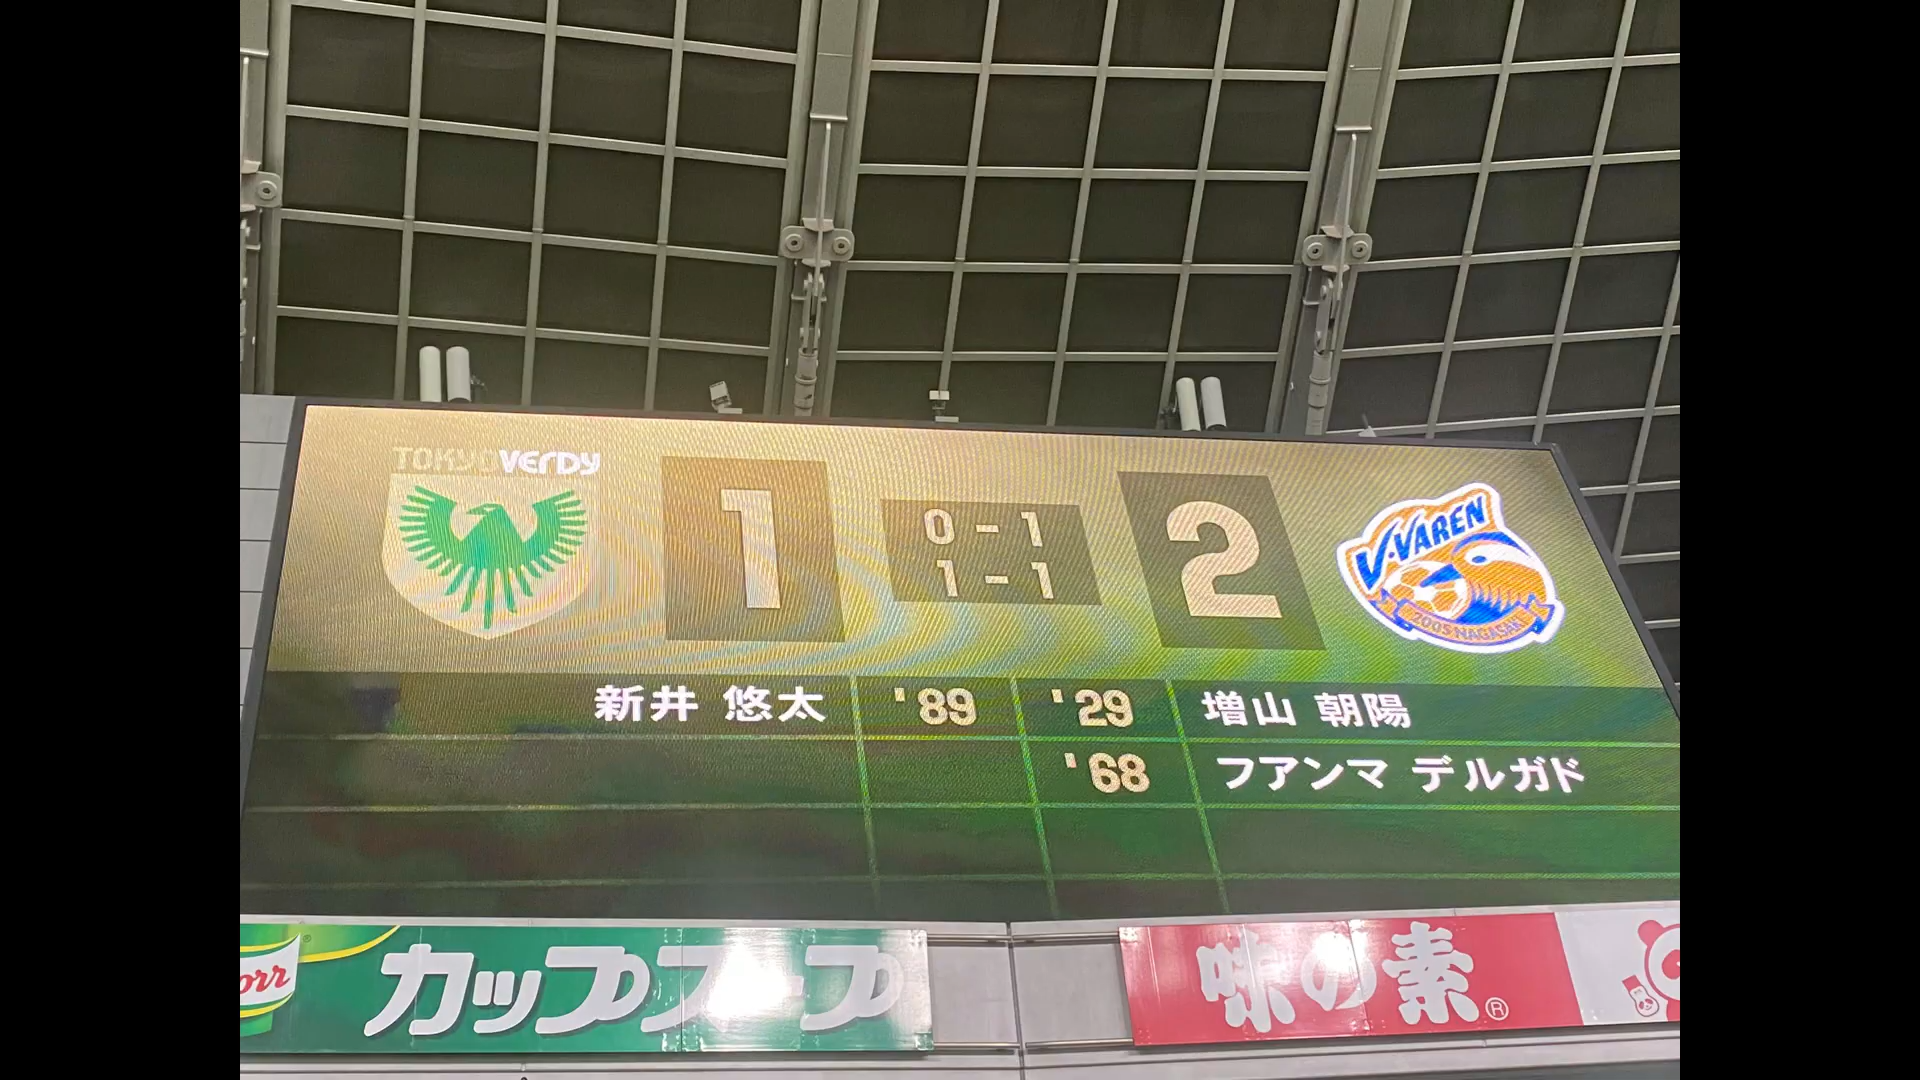 TOKYO VERDY
1
0-1
1-1
2
V・VAREN
2005 NAGASAKI
新井 悠太 '89 '29 増山 朝陽
'68 フアンマ デルガド
カップスープ
味の素®